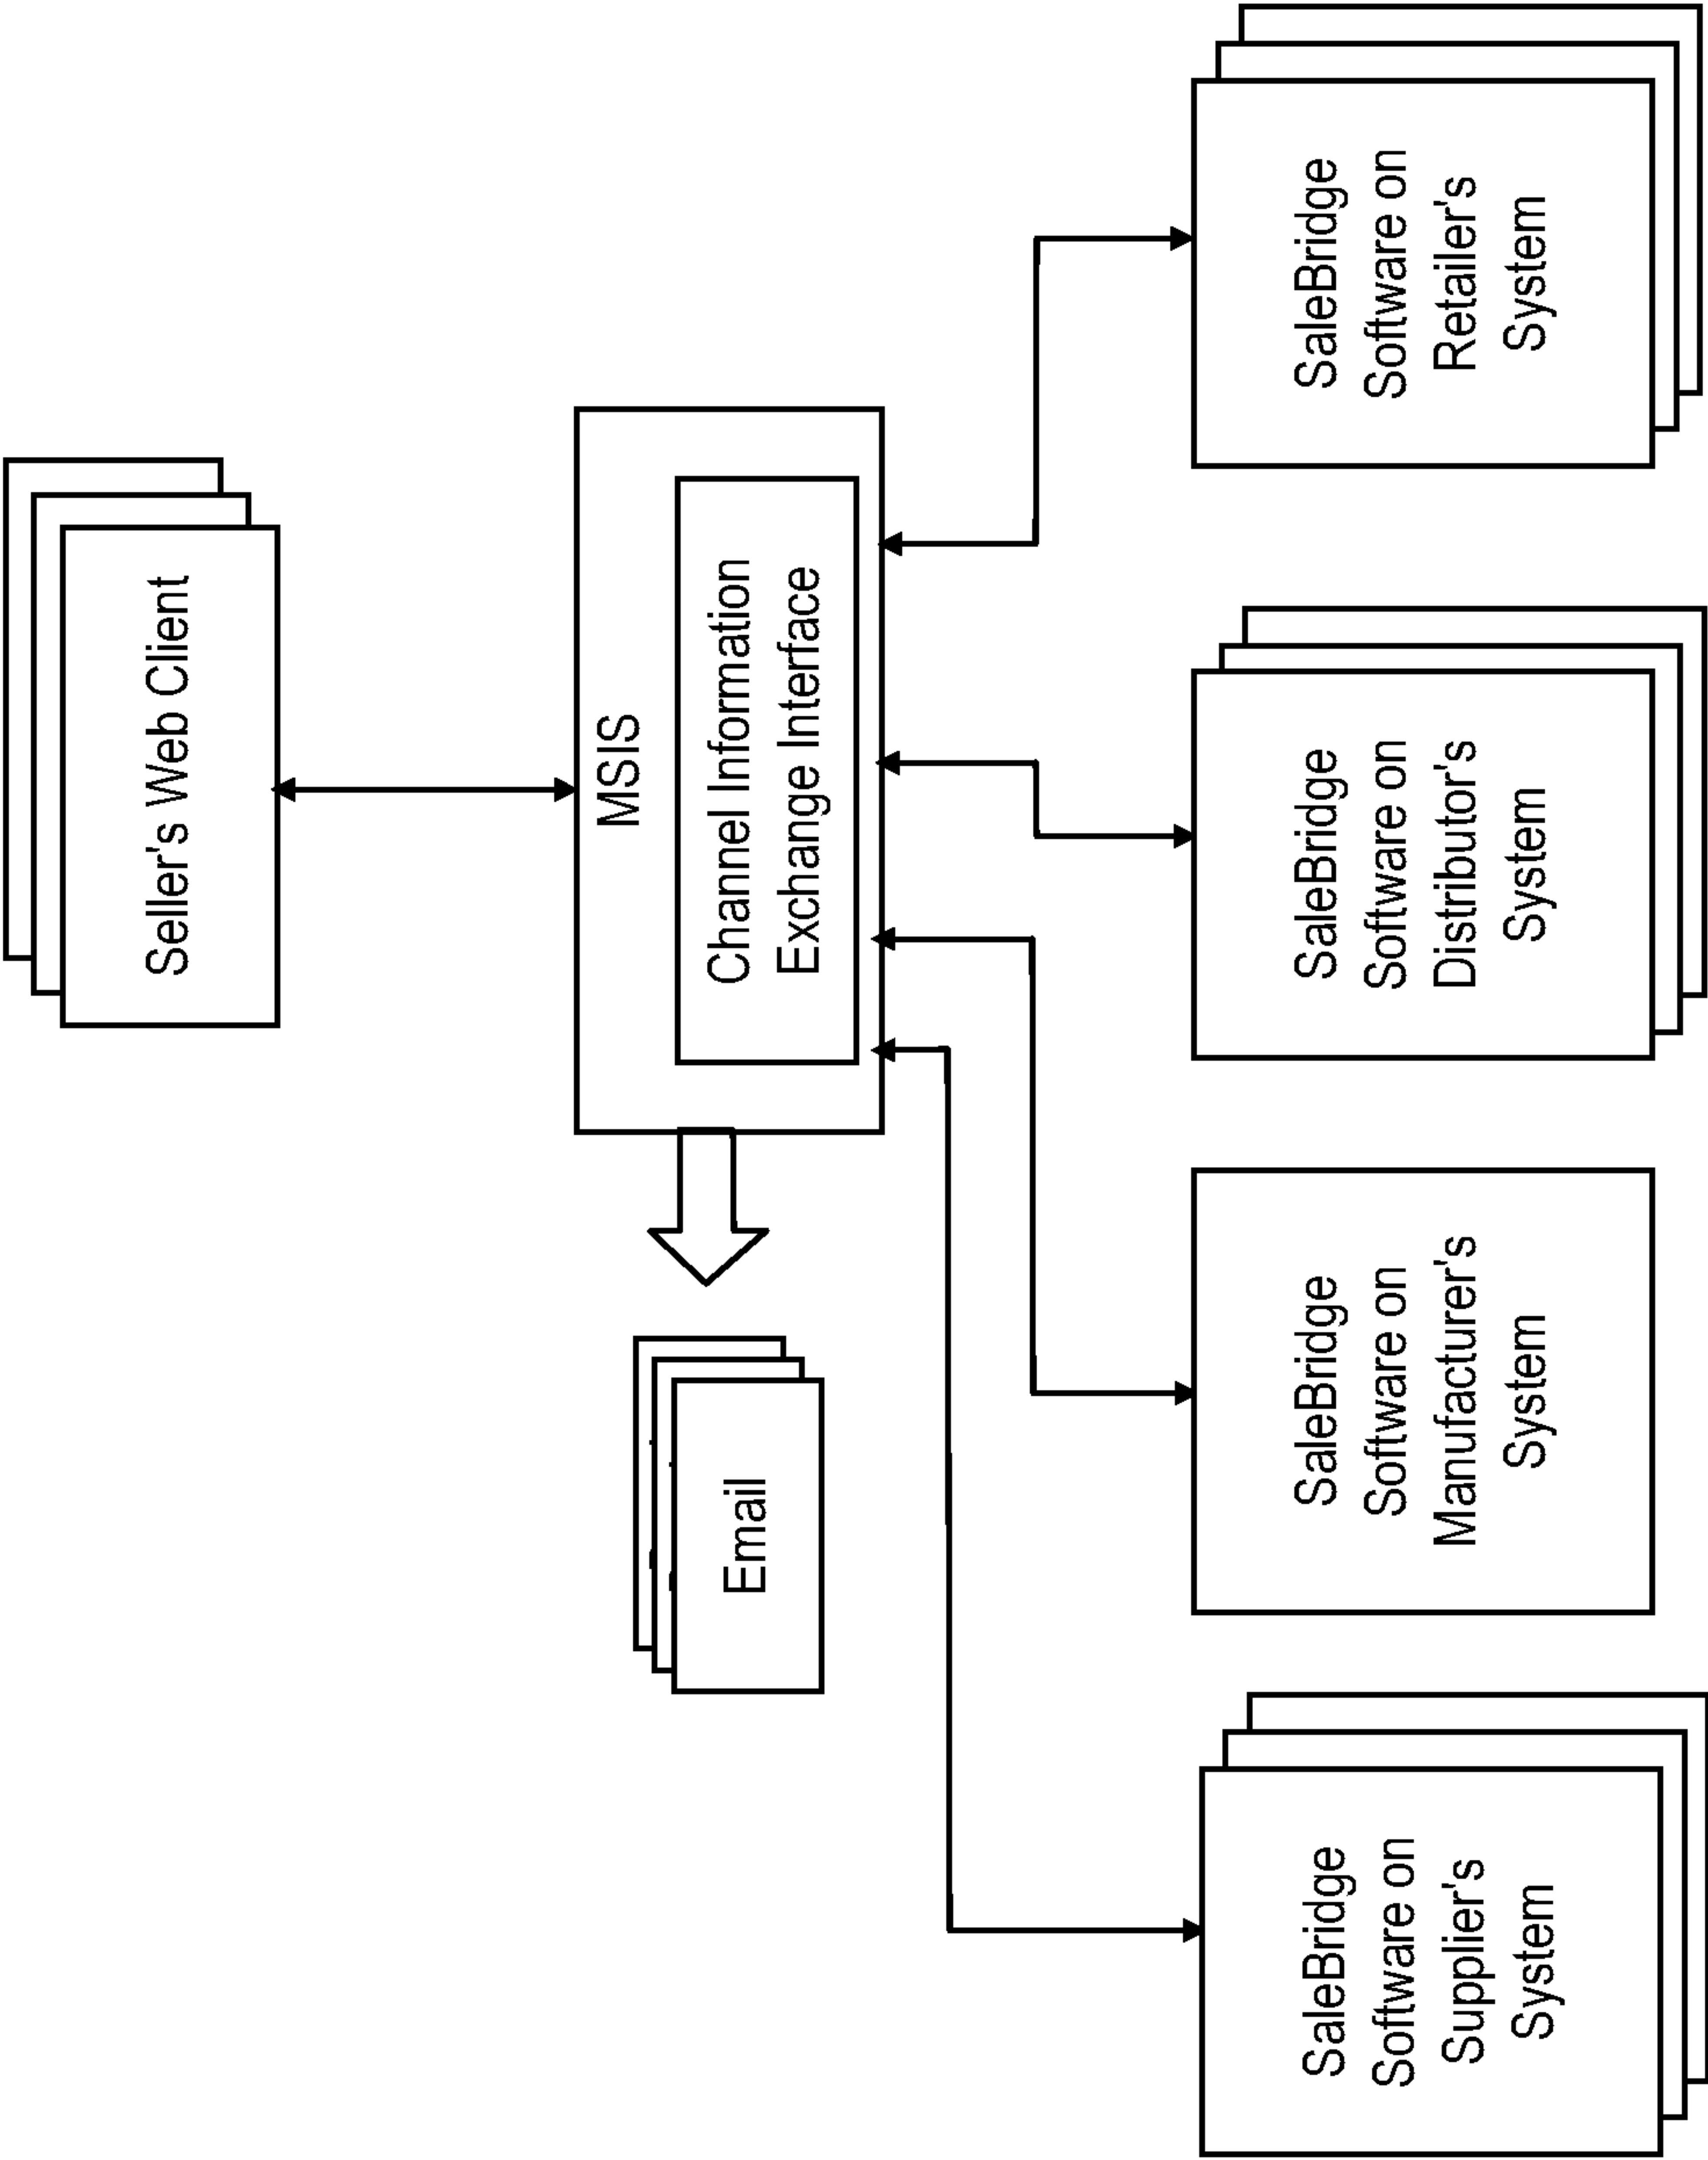 Seller's Web Client
MSIS
Channel Information
Exchange Interface
Email
SaleBridge
Software on
Supplier's
System
SaleBridge
Software on
Manufacturer's
System
SaleBridge
Software on
Distributor's
System
SaleBridge
Software on
Retailer's
System